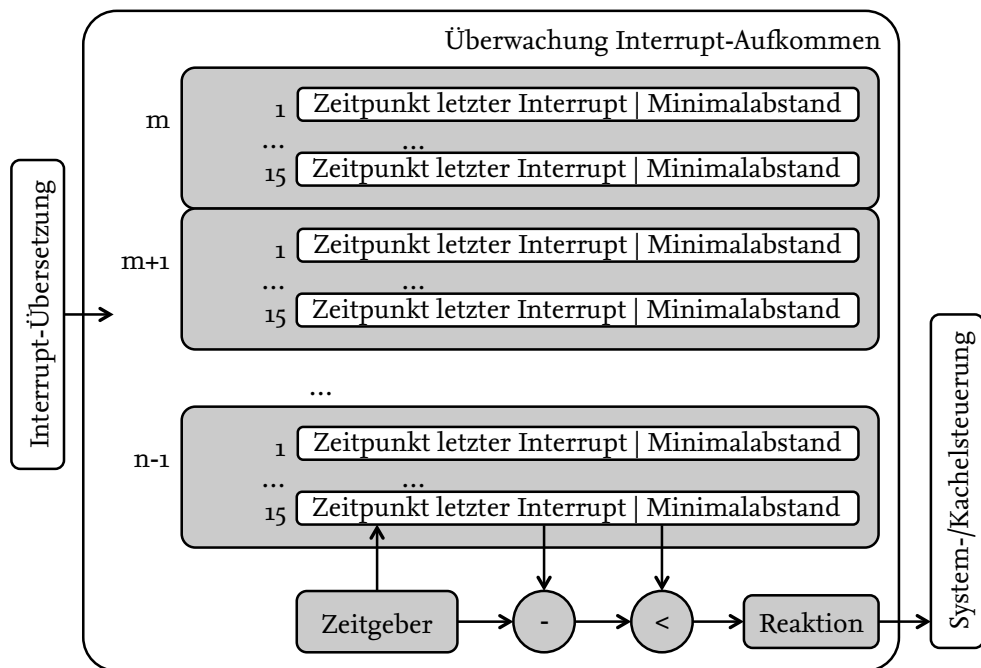 Überwachung Interrupt-Aufkommen
m
1 Zeitpunkt letzter Interrupt | Minimalabstand
... ...
15 Zeitpunkt letzter Interrupt | Minimalabstand
m+1
1 Zeitpunkt letzter Interrupt | Minimalabstand
... ...
15 Zeitpunkt letzter Interrupt | Minimalabstand
...
n-1
1 Zeitpunkt letzter Interrupt | Minimalabstand
... ...
15 Zeitpunkt letzter Interrupt | Minimalabstand
Interrupt-Übersetzung
Zeitgeber
-
<
Reaktion
System-/Kachelsteuerung